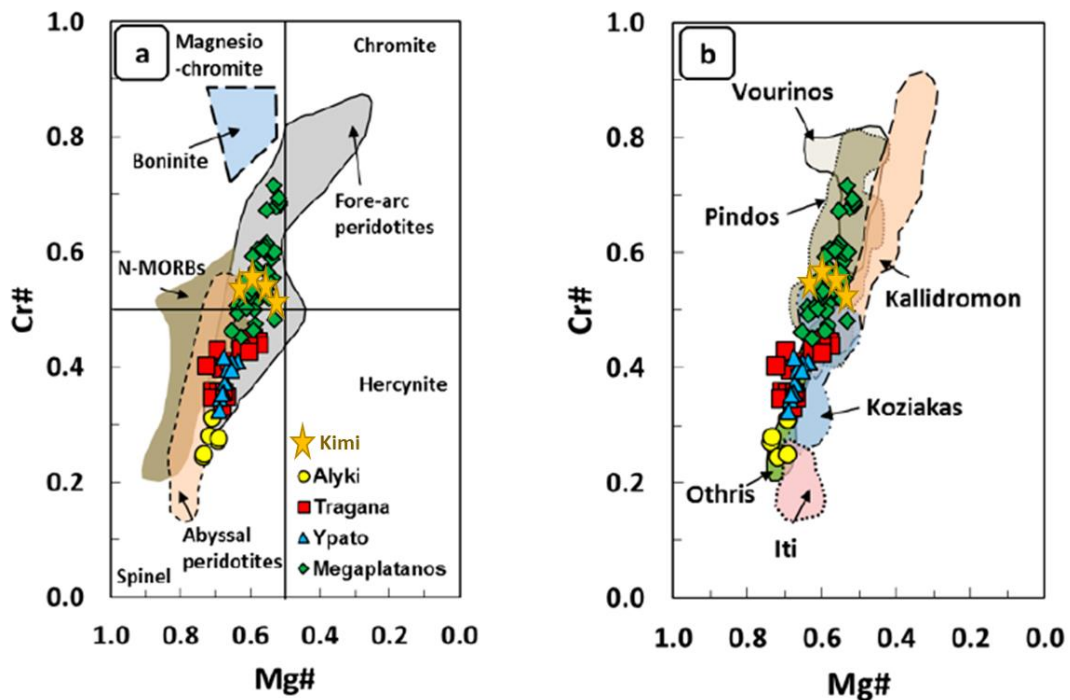 a
Magnesio
-chromite
Chromite
Boninite
Fore-arc
peridotites
N-MORBs
Hercynite
Kimi
Alyki
Tragana
Ypato
Megaplatanos
Abyssal
peridotites
Spinel
Cr#
1.0
0.8
0.6
0.4
0.2
0.0
1.0 0.8 0.6 0.4 0.2 0.0
Mg#
b
Vourinos
Pindos
Kallidromon
Koziakas
Othris
Iti
Cr#
1.0
0.8
0.6
0.4
0.2
0.0
1.0 0.8 0.6 0.4 0.2 0.0
Mg#